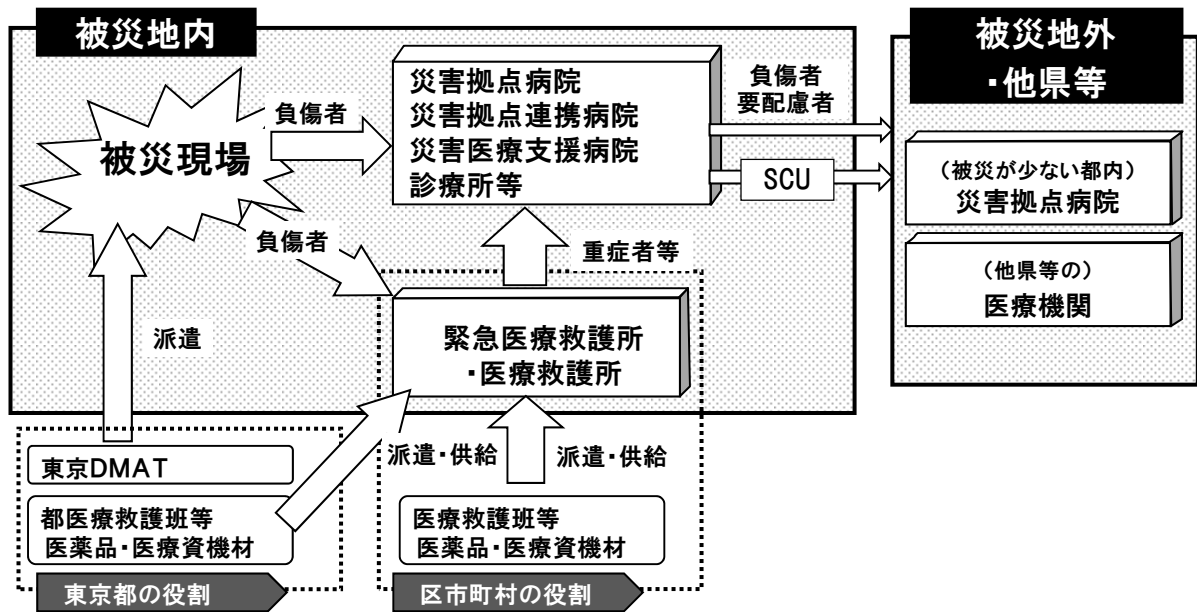 被災地内
被災現場
負傷者
災害拠点病院
災害拠点連携病院
災害医療支援病院
診療所等
負傷者
要配慮者
SCU
被災地外
・他県等
(被災が少ない都内)
災害拠点病院
(他県等の)
医療機関
負傷者
重症者等
緊急医療救護所
・医療救護所
派遣
派遣・供給
派遣・供給
東京DMAT
都医療救護班等
医薬品・医療資機材
東京都の役割
医療救護班等
医薬品・医療資機材
区市町村の役割